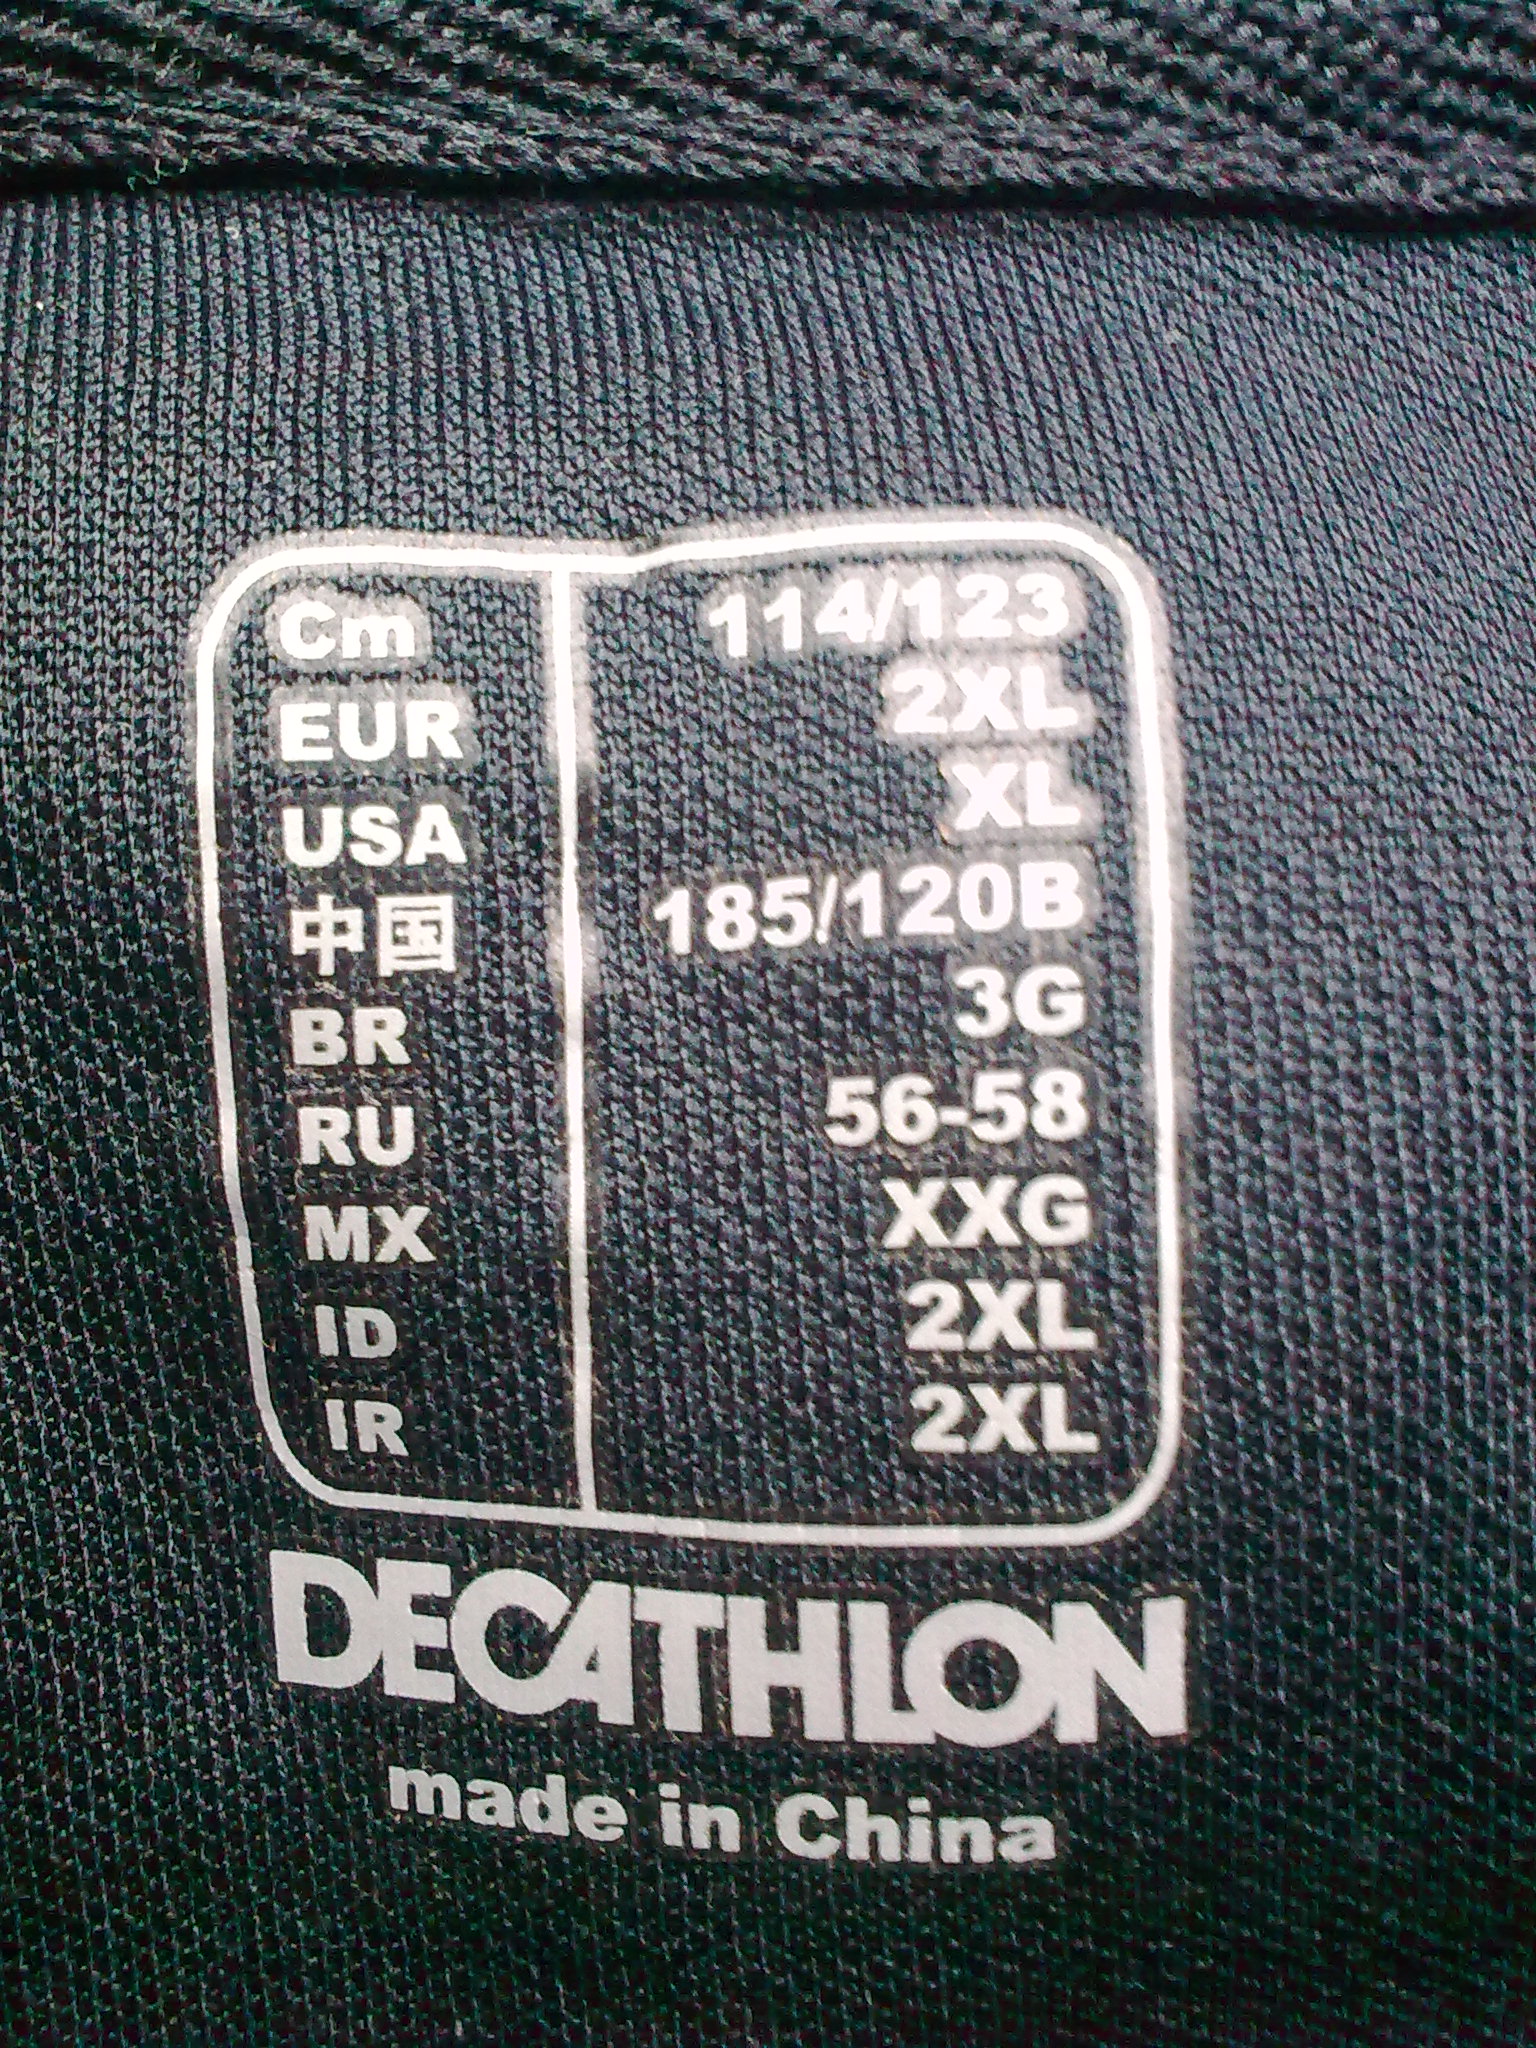 Cm 114/123
EUR 2XL
USA XL
中国 185/120B
BR 3G
RU 56-58
MX XXG
ID 2XL
IR 2XL
DECATHLON
made in China